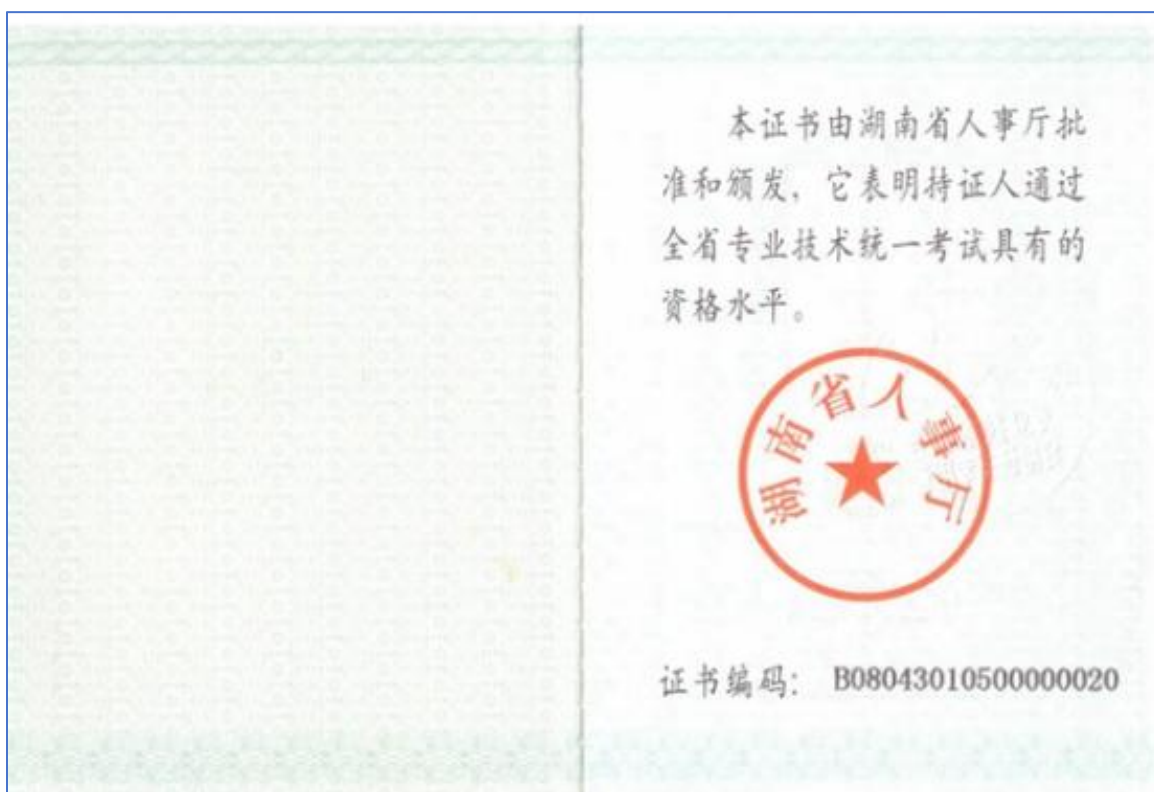 本证书由湖南省人事厅批
准和颁发，它表明持证人通过
全省专业技术统一考试具有的
资格水平。
湖南省人事厅
证书编码： B08043010500000020